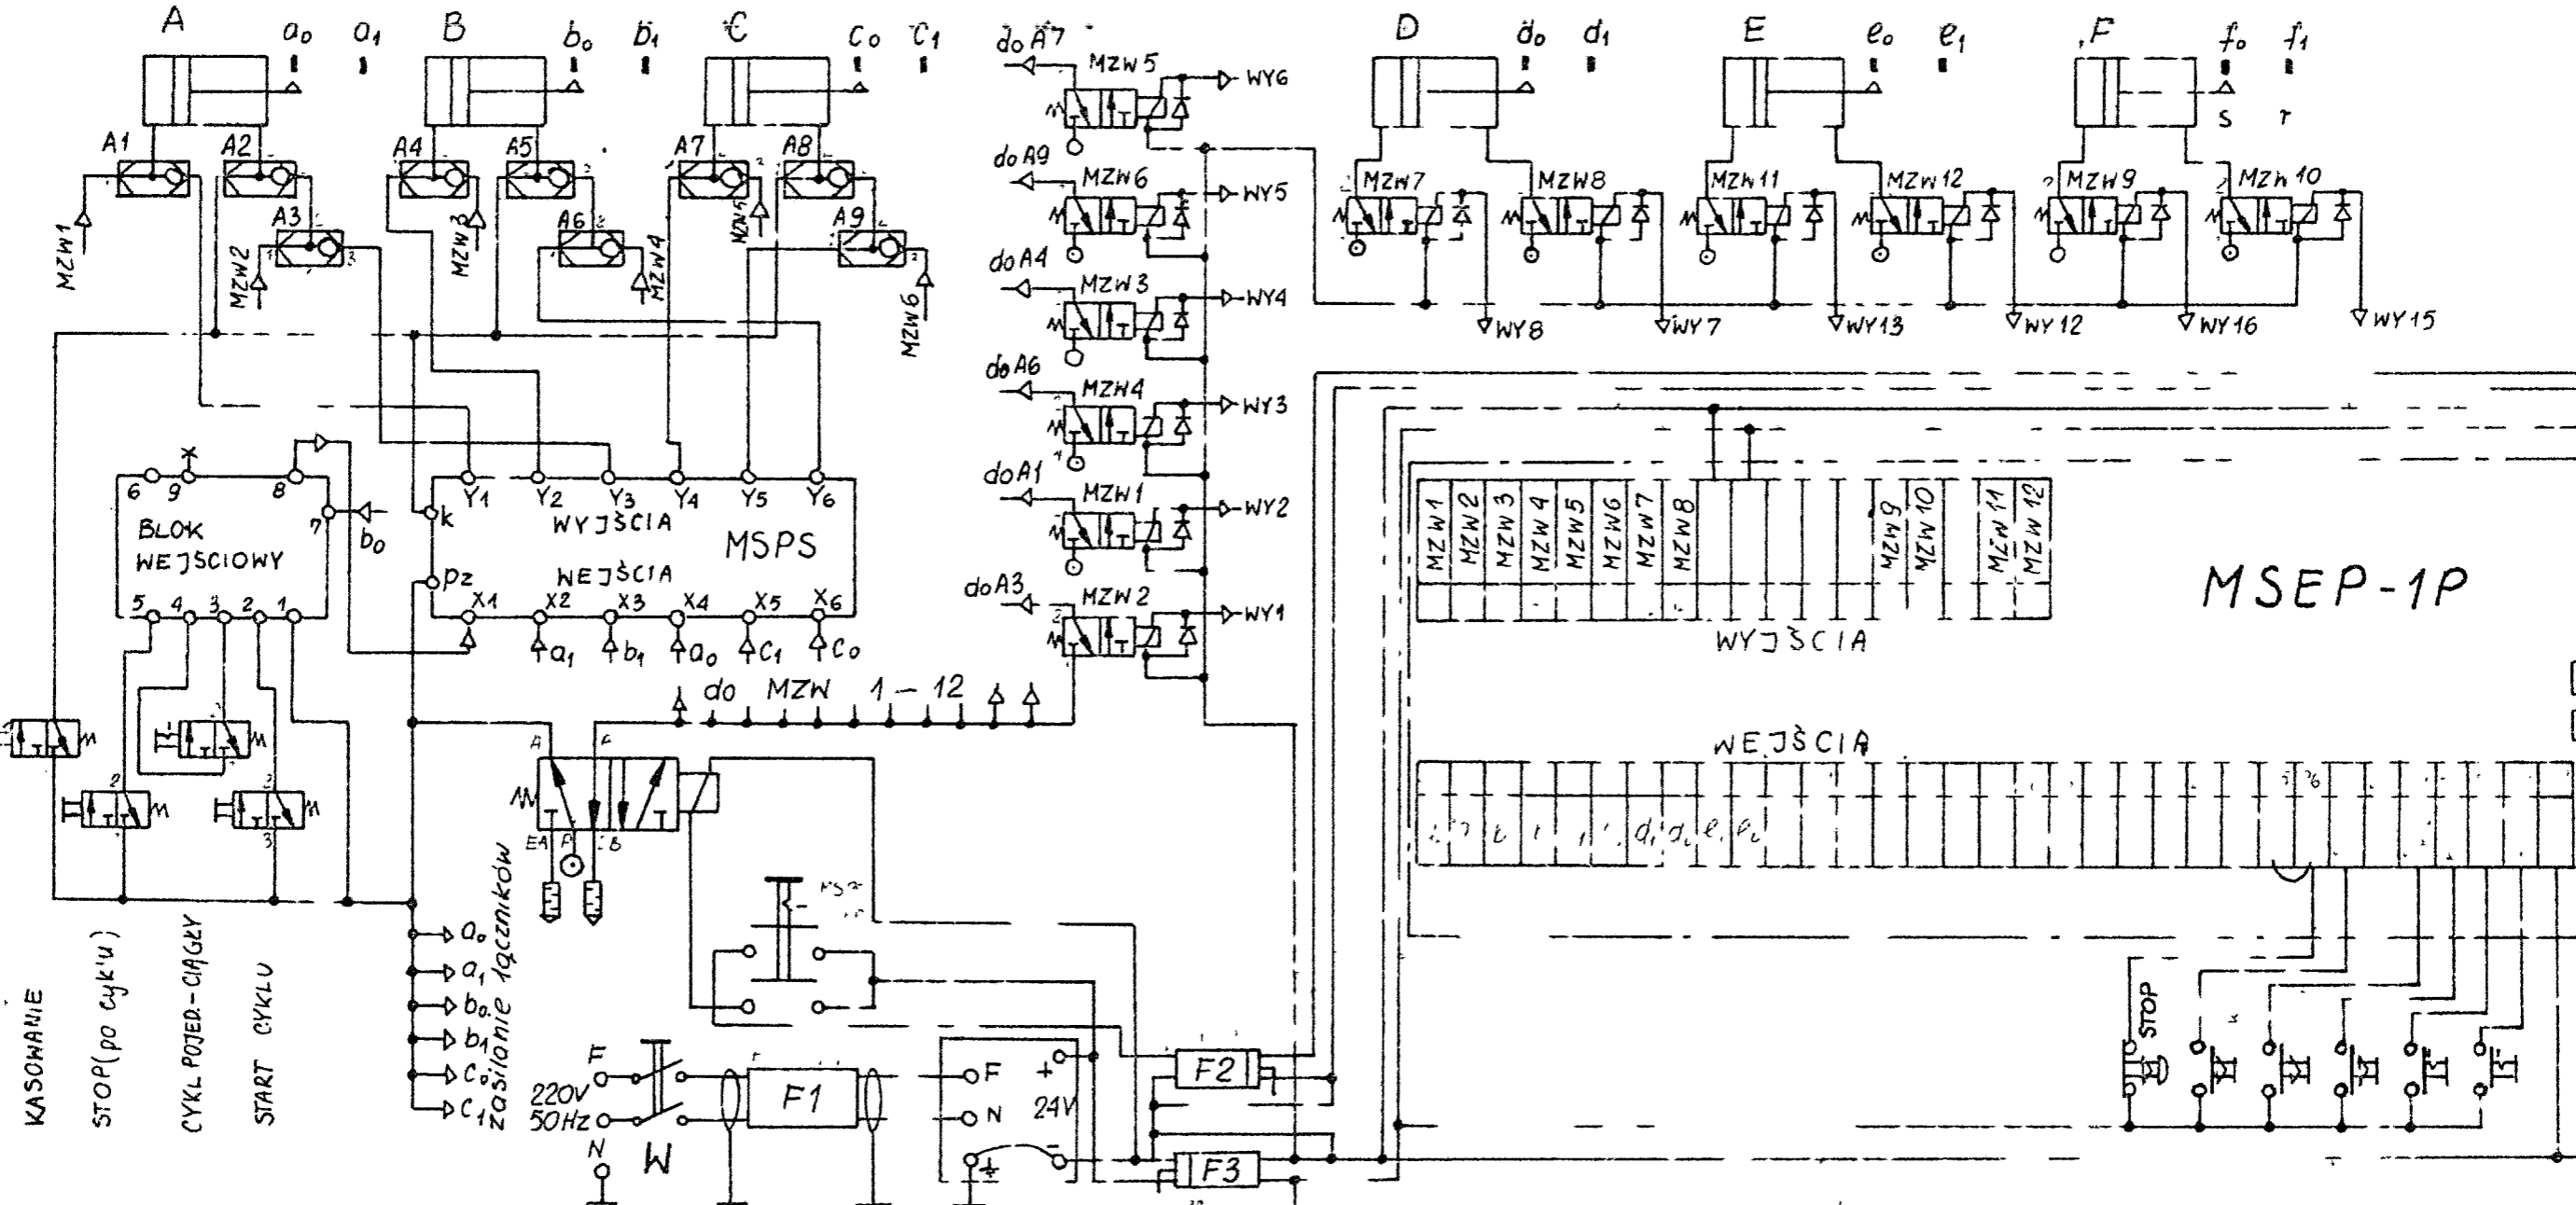 A a₀ a₁ B b₀ b₁ C c₀ c₁ do A7 MZW 5 WY6 D d₀ d₁ E e₀ e₁ F f₀ f₁
s r
A1 A2 A4 A5 A7 A8 do A9 MZW6 WY5 MZW7 MZW8 MZW11 MZW12 MZW9 MZW10
A3 A6 A9
MZW1 MZW2 MZW3 MZW4 MZW5 MZW6
do A4 MZW3 WY4
WY8 WY7 WY13 WY12 WY16 WY15
do A6 MZW4 WY3
6 9 x 8 7 b₀
BLOK
WEJŚCIOWY
5 4 3 2 1
Y1 Y2 Y3 Y4 Y5 Y6
k WYJŚCIA
MSPS
pz WEJŚCIA
X1 X2 X3 X4 X5 X6
a₁ b₁ a₀ c₁ c₀
do A1 MZW1 WY2
do A3 MZW2 WY1
MZW1 MZW2 MZW3 MZW4 MZW5 MZW6 MZW7 MZW8 MZW9 MZW10 MZW11 MZW12
MSEP-1P
WYJŚCIA
do MZW 1-12
WEJŚCIA
A
EA P
d₁ e₁
KASOWANIE
STOP(po cyk'u)
CYKL POJED.-CIĄGŁY
START CYKLU
a₀
a₁
b₀
b₁
c₀
c₁
zasilanie łączników
STOP
F
220V
50Hz
N
W
F1
F +
N 24V
-
F2
F3